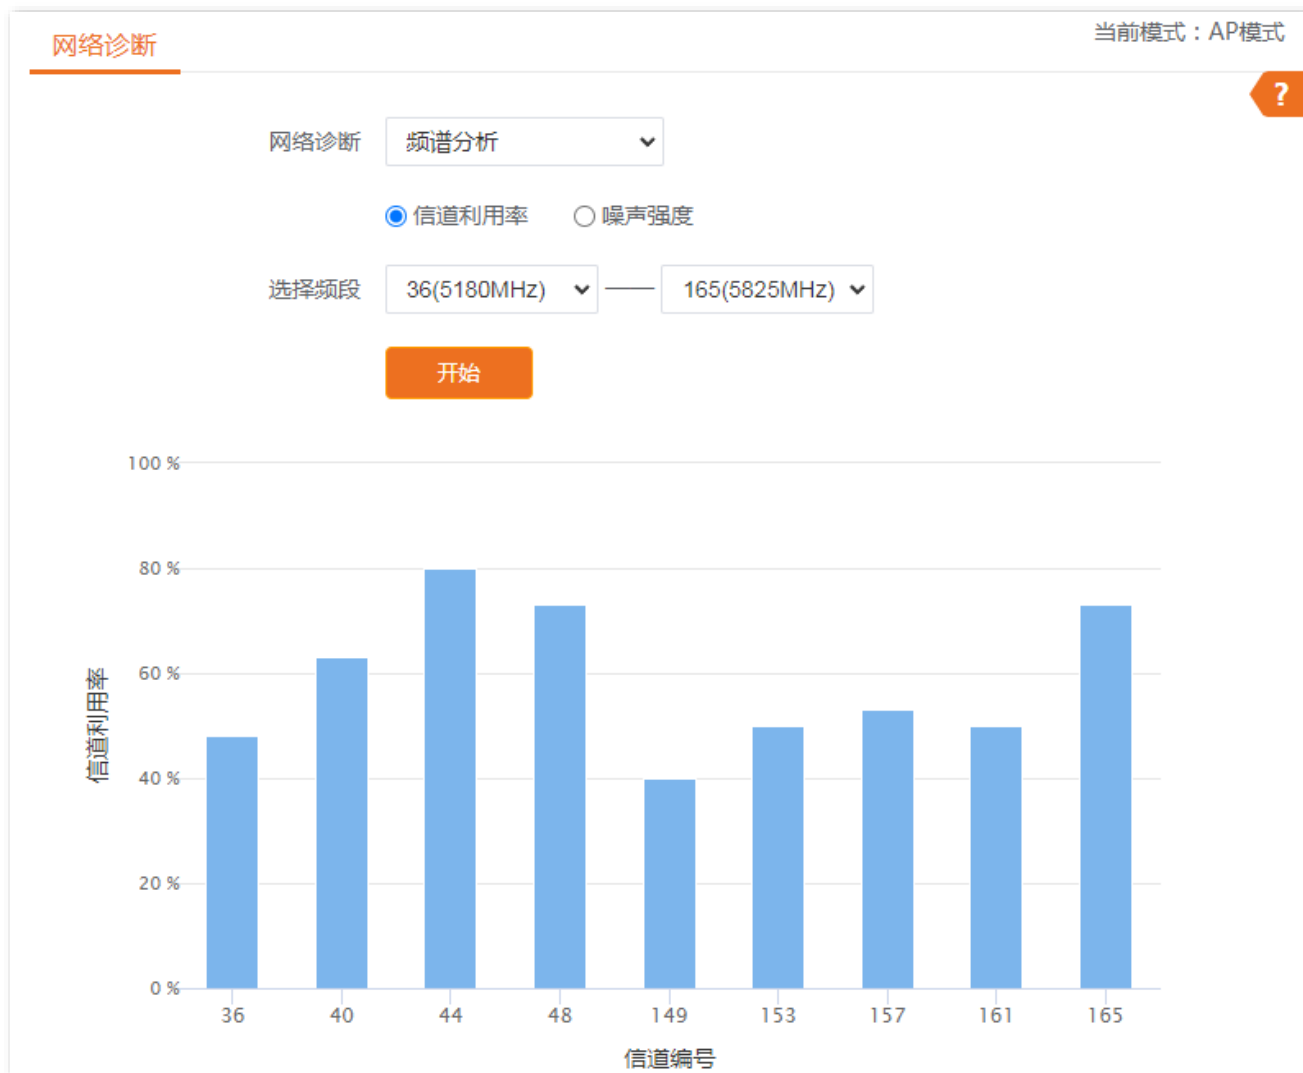 网络诊断
当前模式：AP模式
?
网络诊断 频谱分析
信道利用率 噪声强度
选择频段 36(5180MHz) 165(5825MHz)
开始
100 %
80 %
60 %
40 %
20 %
0 %
信道利用率
36 40 44 48 149 153 157 161 165
信道编号